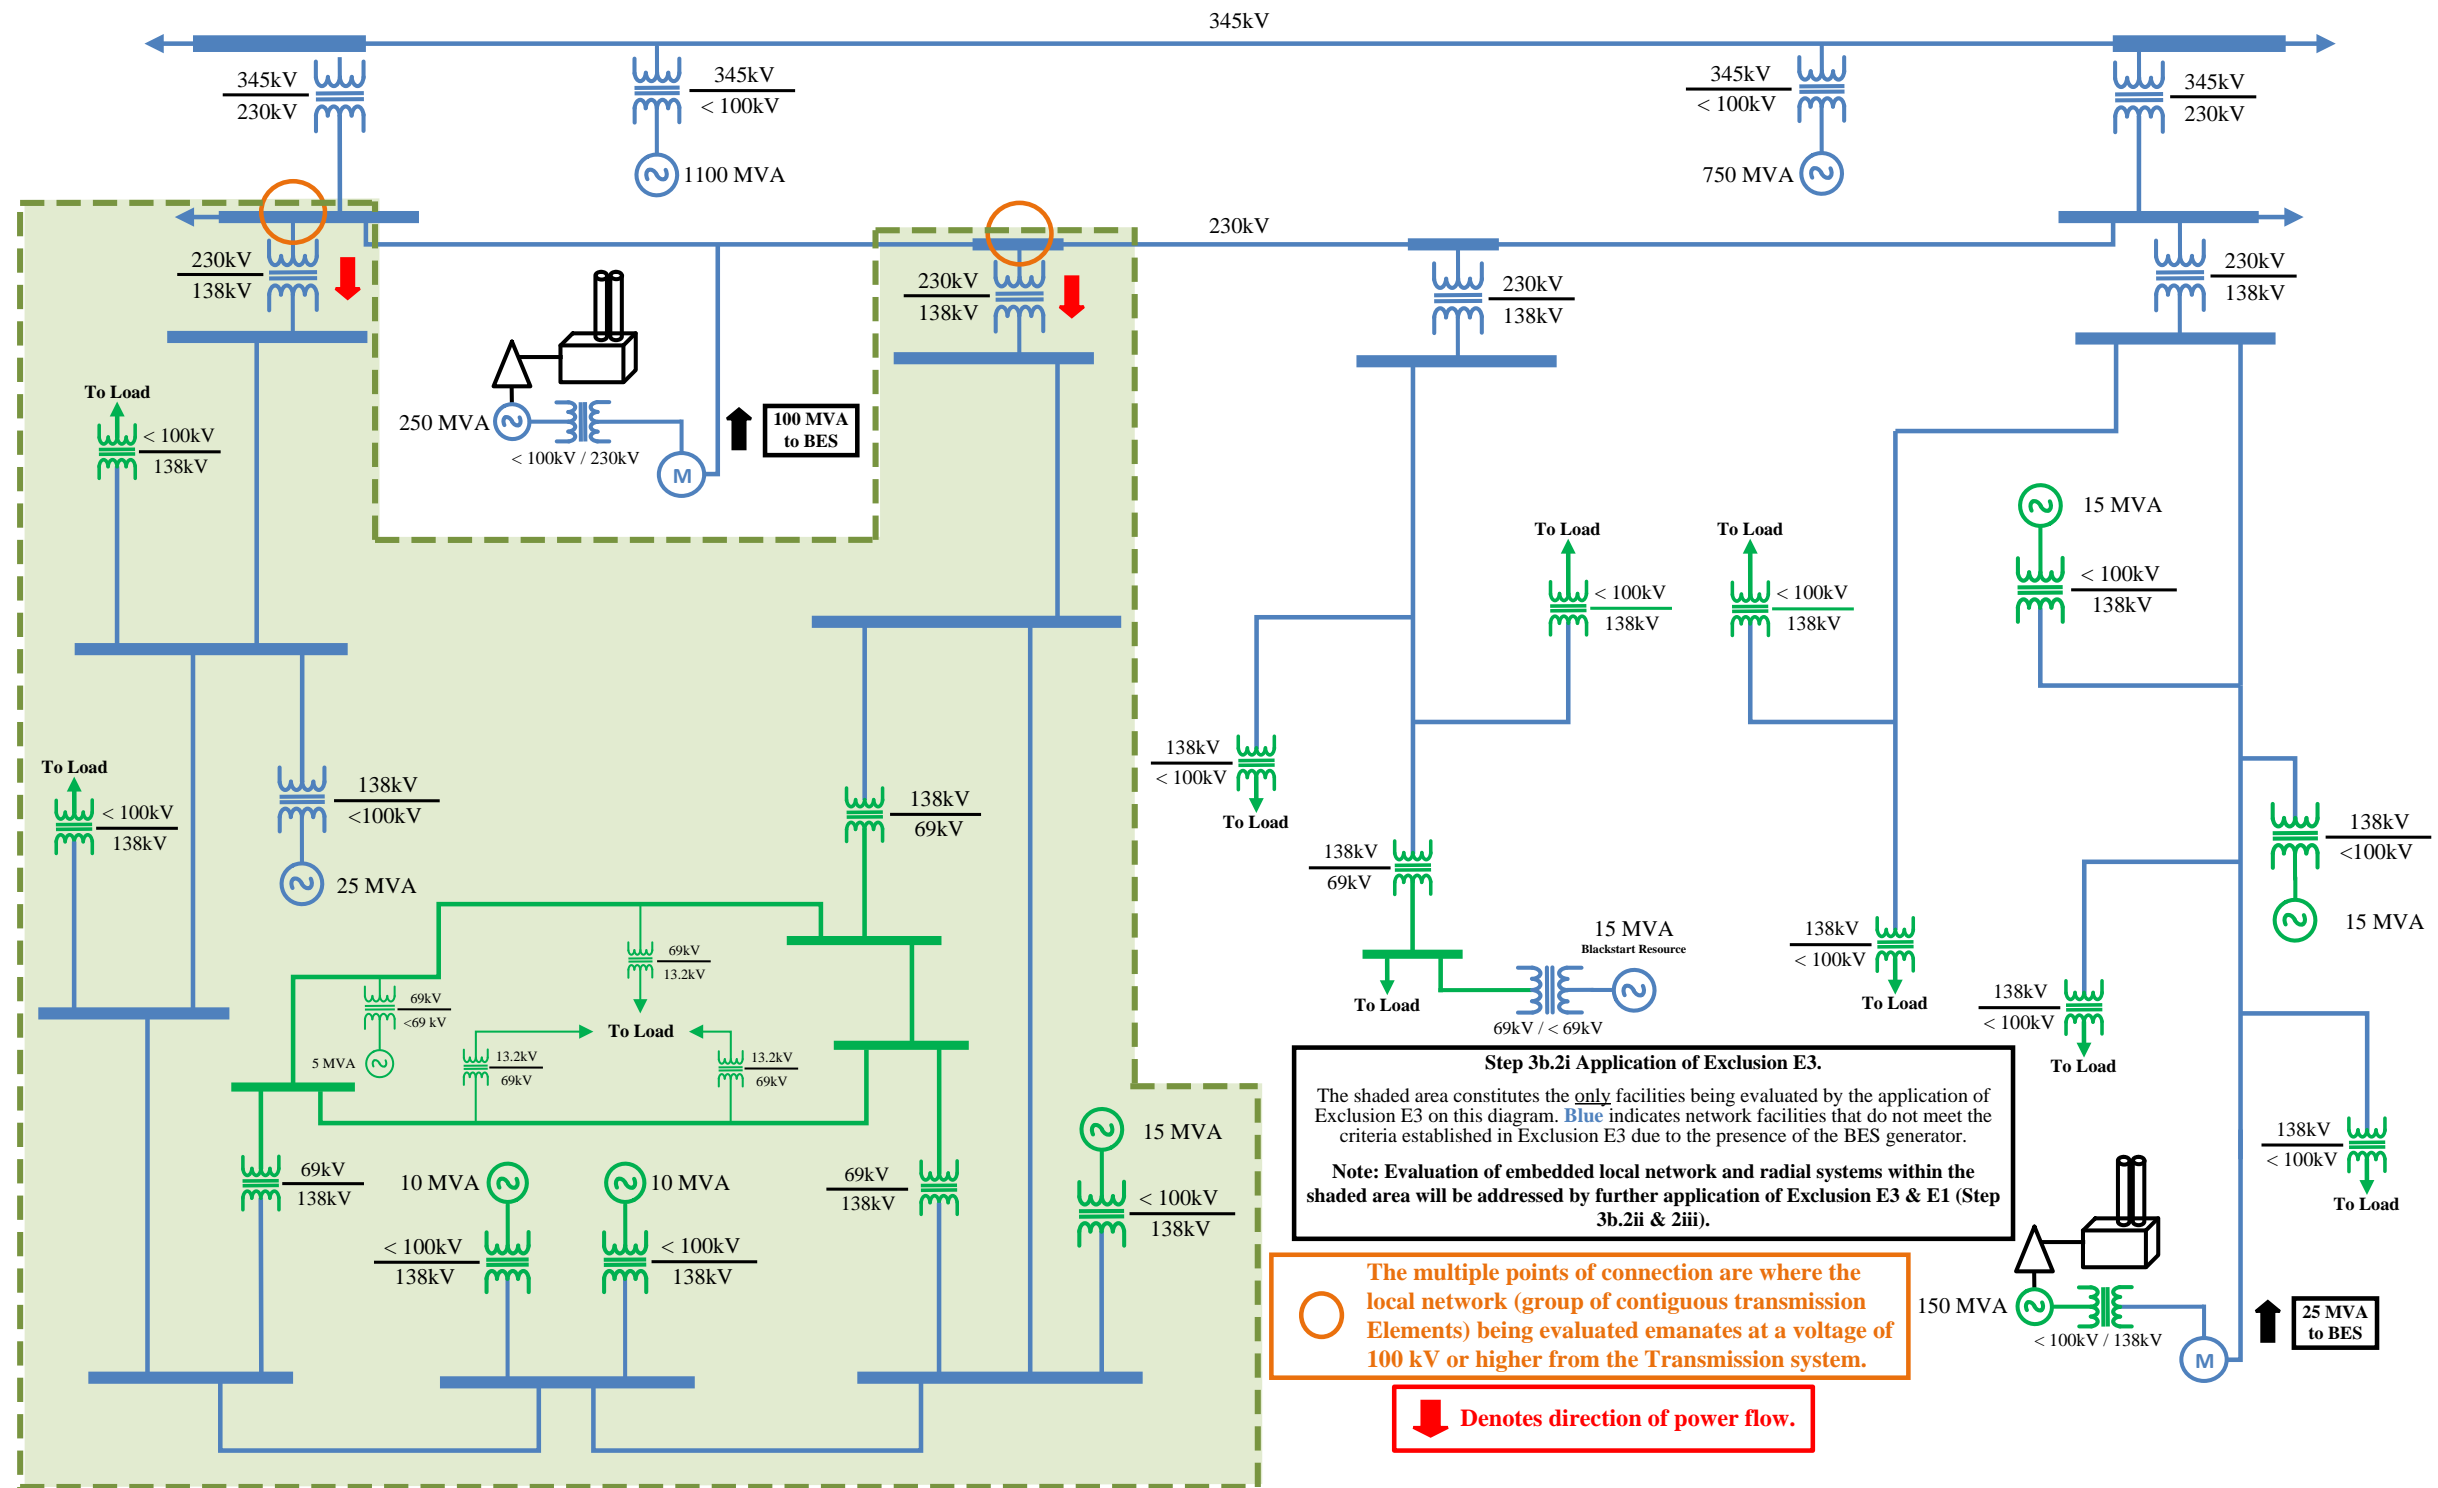 345kV
345kV
230kV
345kV
< 100kV
1100 MVA
345kV
< 100kV
750 MVA
345kV
230kV
230kV
230kV
138kV
230kV
138kV
230kV
138kV
230kV
138kV
250 MVA
< 100kV / 230kV
M
100 MVA
to BES
To Load
< 100kV
138kV
To Load
< 100kV
138kV
138kV
<100kV
25 MVA
138kV
69kV
69kV
13.2kV
69kV
<69 kV
5 MVA
To Load
13.2kV
69kV
13.2kV
69kV
69kV
138kV
10 MVA
< 100kV
138kV
10 MVA
< 100kV
138kV
69kV
138kV
15 MVA
< 100kV
138kV
To Load
< 100kV
138kV
138kV
< 100kV
To Load
138kV
69kV
To Load
15 MVA
Blackstart Resource
69kV / < 69kV
To Load
< 100kV
138kV
138kV
< 100kV
To Load
15 MVA
< 100kV
138kV
138kV
<100kV
15 MVA
138kV
< 100kV
To Load
138kV
< 100kV
To Load
150 MVA
< 100kV / 138kV
M
25 MVA
to BES
Step 3b.2i Application of Exclusion E3.
The shaded area constitutes the only facilities being evaluated by the application of
Exclusion E3 on this diagram. Blue indicates network facilities that do not meet the
criteria established in Exclusion E3 due to the presence of the BES generator.
Note: Evaluation of embedded local network and radial systems within the
shaded area will be addressed by further application of Exclusion E3 & E1 (Step
3b.2ii & 2iii).
The multiple points of connection are where the
local network (group of contiguous transmission
Elements) being evaluated emanates at a voltage of
100 kV or higher from the Transmission system.
Denotes direction of power flow.